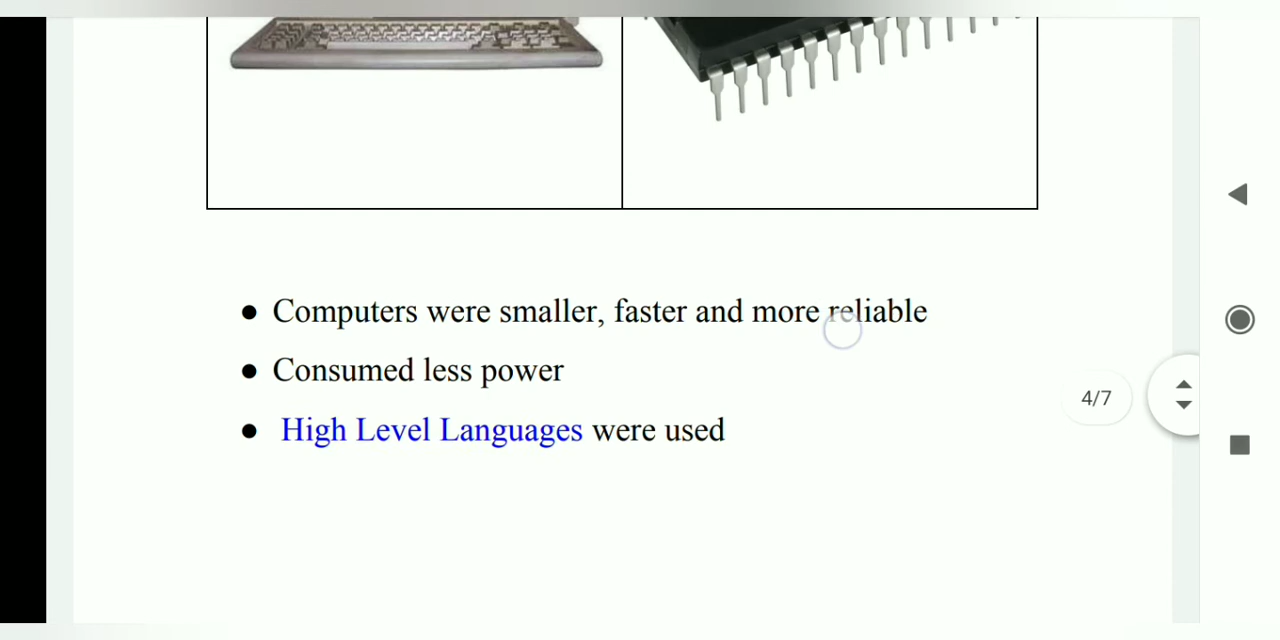 ● Computers were smaller, faster and more reliable
● Consumed less power
● High Level Languages were used
4/7